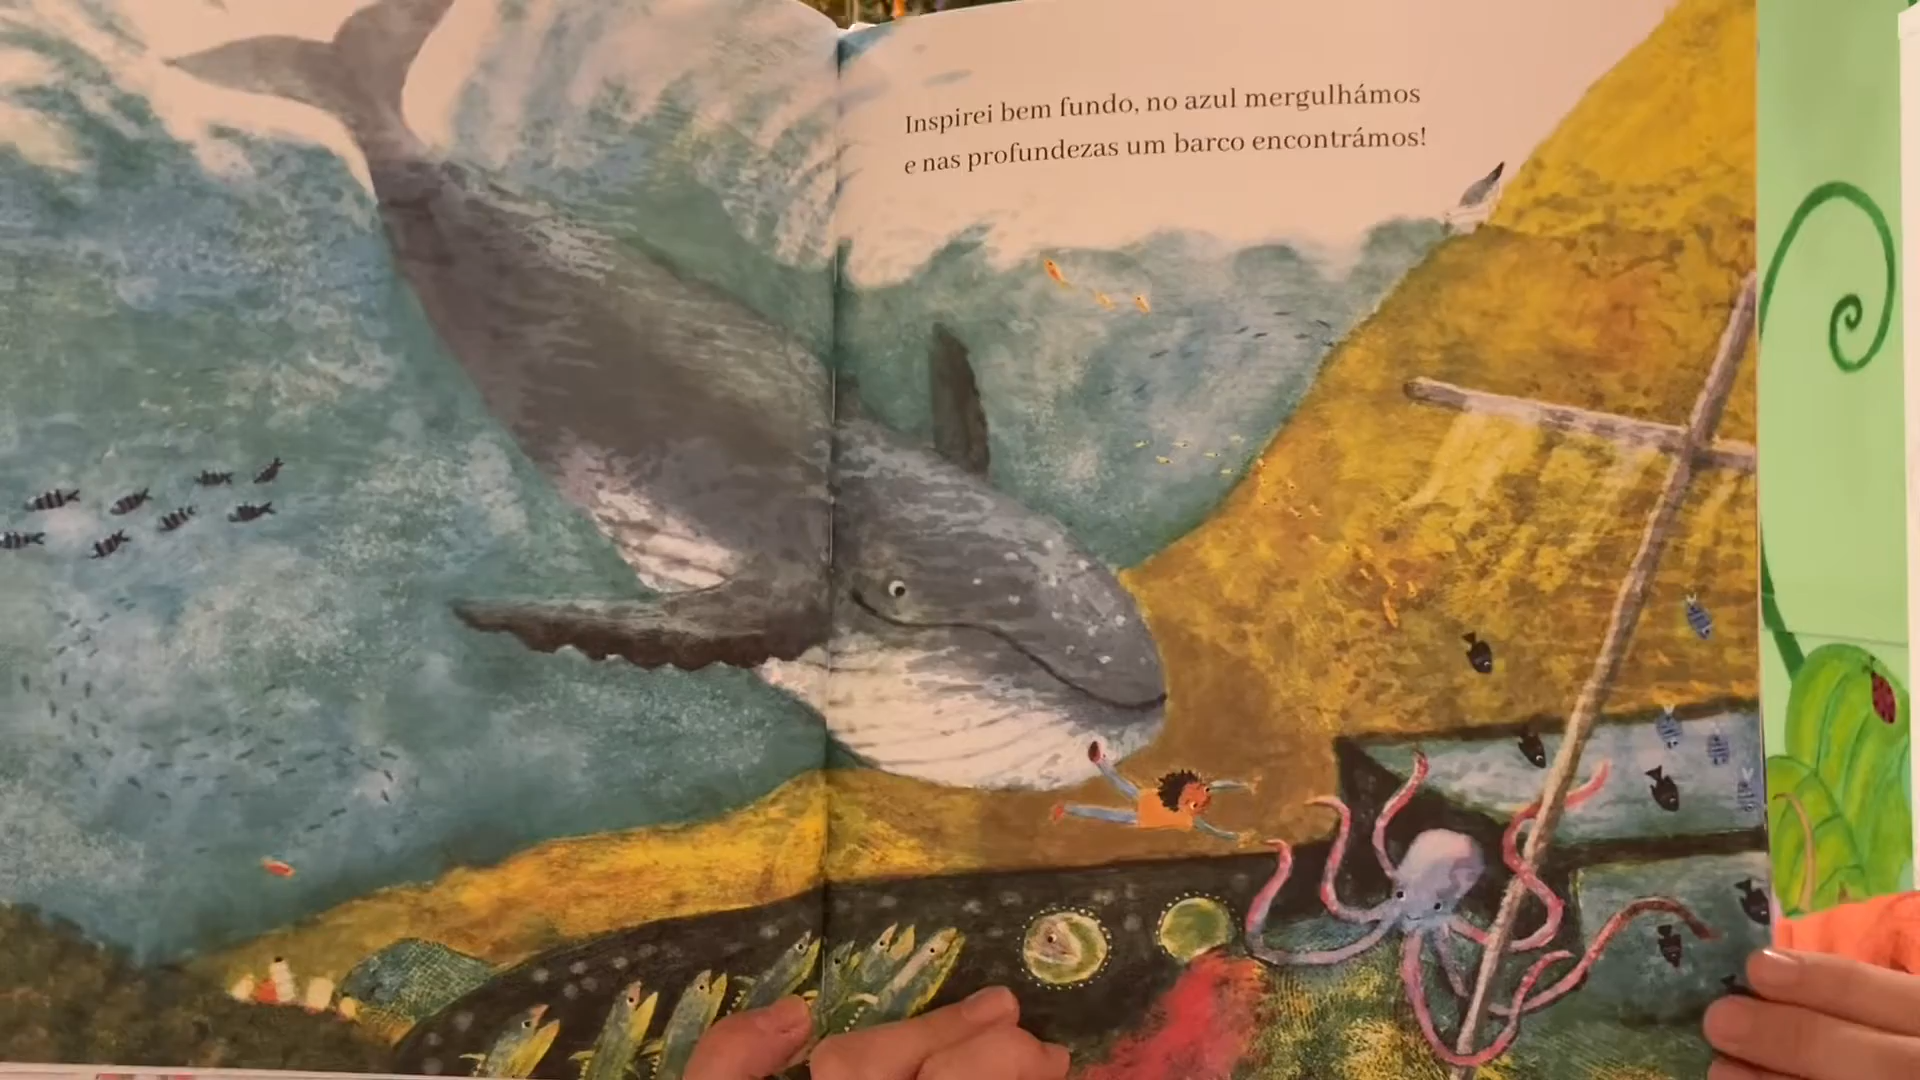 Inspirei bem fundo, no azul mergulhámos
e nas profundezas um barco encontrámos!